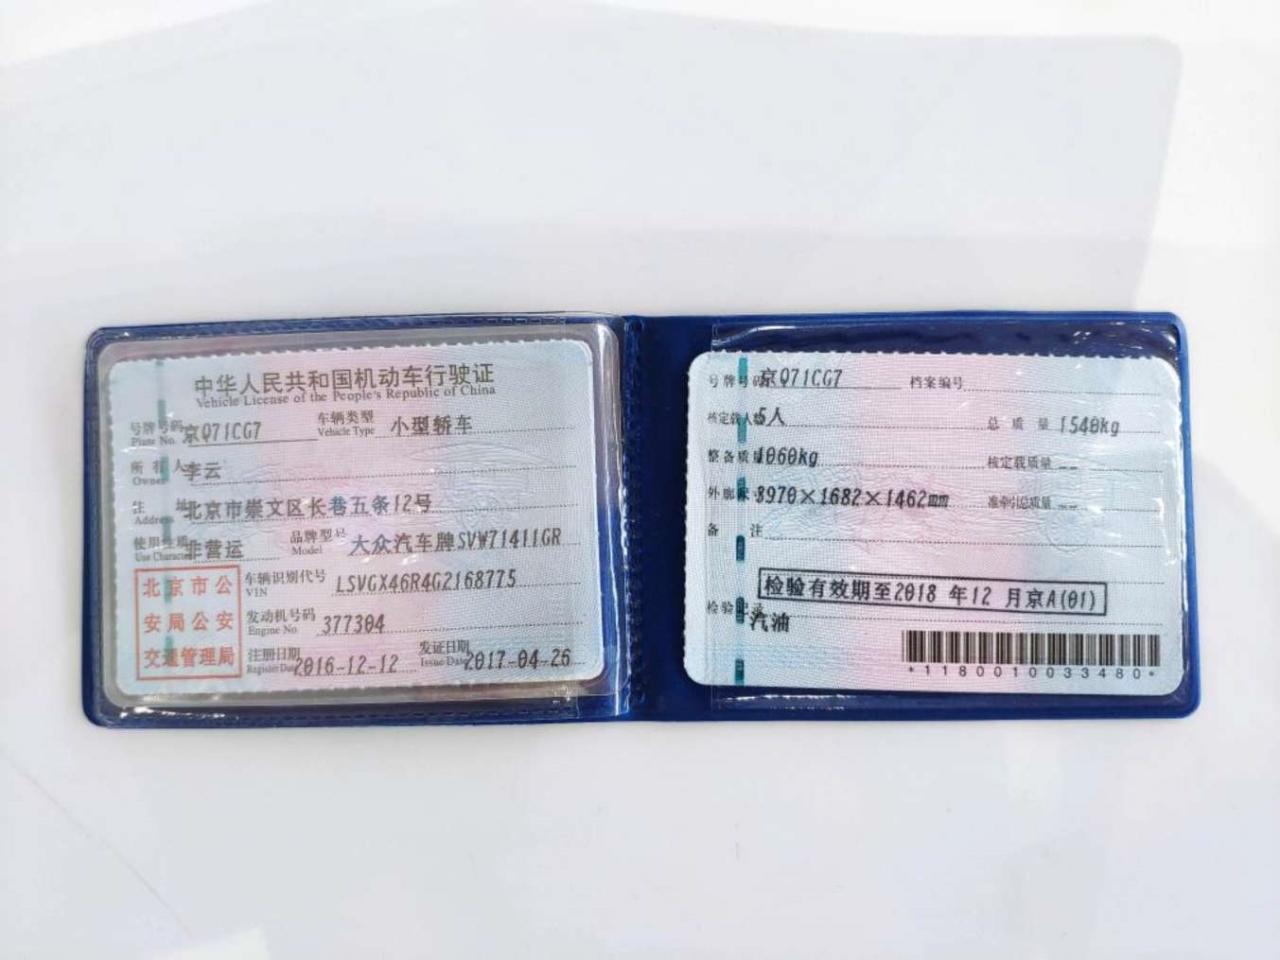 中华人民共和国机动车行驶证
Vehicle License of the People's Republic of China
号牌号码 京Q71CG7 车辆类型 小型轿车
Plate No. Vehicle Type
所有人 李云
Owner
住址 北京市崇文区长巷五条12号
Address
使用性质 非营运 品牌型号 大众汽车牌SVW71411GR
Use Character Model
北京市公
安局公安
交通管理局
车辆识别代号 LSVGX46R4G2168775
VIN
发动机号码 377304
Engine No.
注册日期 2016-12-12 发证日期 2017-04-26
Register Date Issue Date
号牌号码 京Q71CG7 档案编号
核定载人数 5人 总质量 1540kg
整备质量 1060kg 核定载质量 --
外廓尺寸 3970×1682×1462mm 准牵引总质量 --
备注
检验有效期至2018 年12 月京A(01)
检验记录
汽油
*1180010033480*